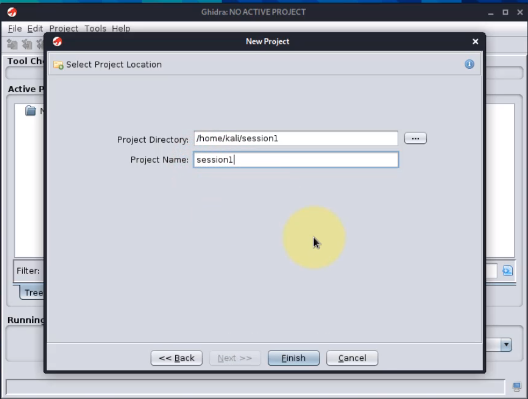 Ghidra: NO ACTIVE PROJECT
File Edit Project Tools Help
New Project
Tool Ch
Select Project Location
Active P
N
Project Directory: /home/kali/session1 ...
Project Name: session1
Filter:
Tree
Running
<< Back Next >> Finish Cancel